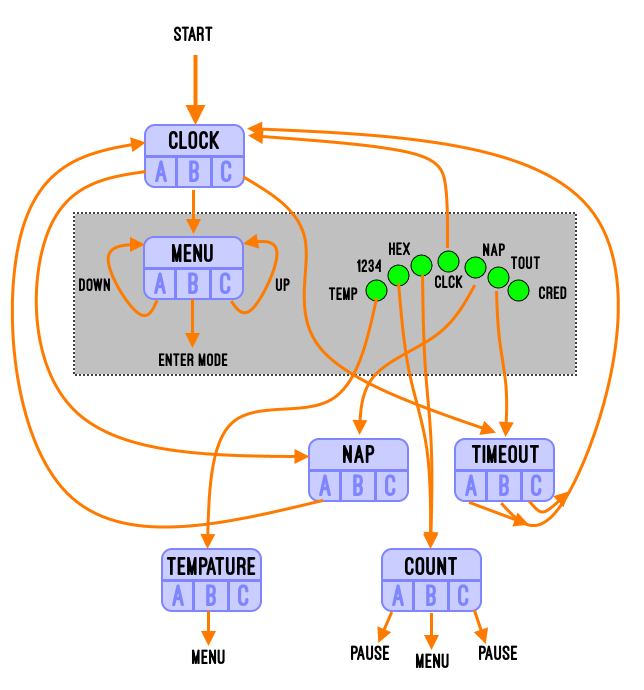 START
CLOCK
A B C
MENU
A B C
DOWN
UP
ENTER MODE
TEMP
1234
HEX
CLCK
NAP
TOUT
CRED
NAP
A B C
TIMEOUT
A B C
TEMPATURE
A B C
MENU
COUNT
A B C
PAUSE
MENU
PAUSE